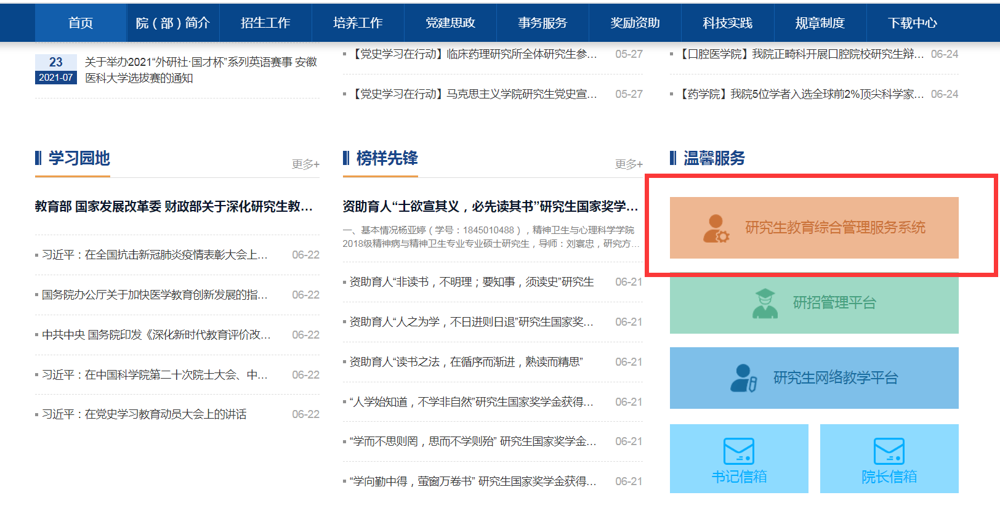 首页 院（部）简介 招生工作 培养工作 党建思政 事务服务 奖励资助 科技实践 规章制度 下载中心
23
2021-07
关于举办2021“外研社·国才杯”系列英语赛事 安徽
医科大学选拔赛的通知
【党史学习在行动】临床药理研究所全体研究生参… 05-27
【党史学习在行动】马克思主义学院研究生党史宣… 05-27
【口腔医学院】我院正畸科开展口腔院校研究生辩… 06-24
【药学院】我院5位学者入选全球前2%顶尖科学家… 06-24
学习园地 更多+
教育部 国家发展改革委 财政部关于深化研究生教…
习近平：在全国抗击新冠肺炎疫情表彰大会上… 06-22
国务院办公厅关于加快医学教育创新发展的指… 06-22
中共中央 国务院印发《深化新时代教育评价改… 06-22
习近平：在中国科学院第二十次院士大会、中… 06-22
习近平：在党史学习教育动员大会上的讲话 06-22
榜样先锋 更多+
资助育人“士欲宣其义，必先读其书”研究生国家奖学…
一、基本情况杨亚婷（学号：1845010488），精神卫生与心理科学学院
2018级精神病与精神卫生专业专业硕士研究生，导师：刘寰忠，研究方…
资助育人“非读书，不明理；要知事，须读史”研究生 06-21
资助育人“人之为学，不日进则日退”研究生国家奖… 06-21
资助育人“读书之法，在循序而渐进，熟读而精思” 06-21
“人学始知道，不学非自然”研究生国家奖学金获得… 06-21
“学而不思则罔，思而不学则殆” 研究生国家奖学金… 06-21
“学向勤中得，萤窗万卷书” 研究生国家奖学金获得… 06-21
温馨服务
研究生教育综合管理服务系统
研招管理平台
研究生网络教学平台
书记信箱 院长信箱